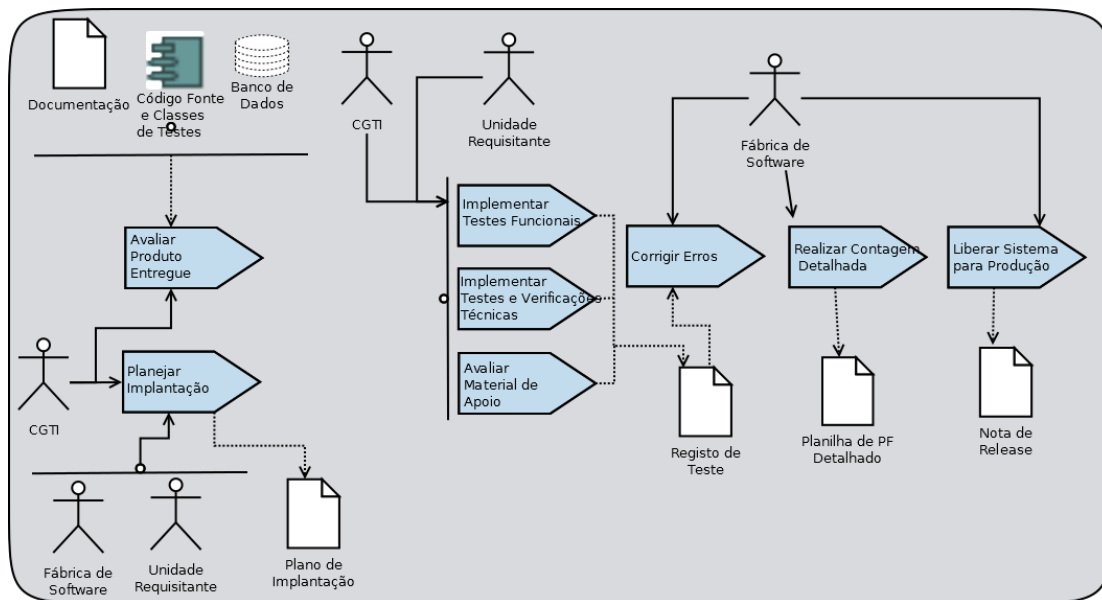 Documentação
Código Fonte
e Classes
de Testes
Banco de
Dados
CGTI
Unidade
Requisitante
Fábrica de
Software
Avaliar
Produto
Entregue
Planejar
Implantação
CGTI
Fábrica de
Software
Unidade
Requisitante
Plano de
Implantação
Implementar
Testes Funcionais
Implementar
Testes e Verificações
Técnicas
Avaliar
Material de
Apoio
Corrigir Erros
Realizar Contagem
Detalhada
Liberar Sistema
para Produção
Registo de
Teste
Planilha de PF
Detalhado
Nota de
Release